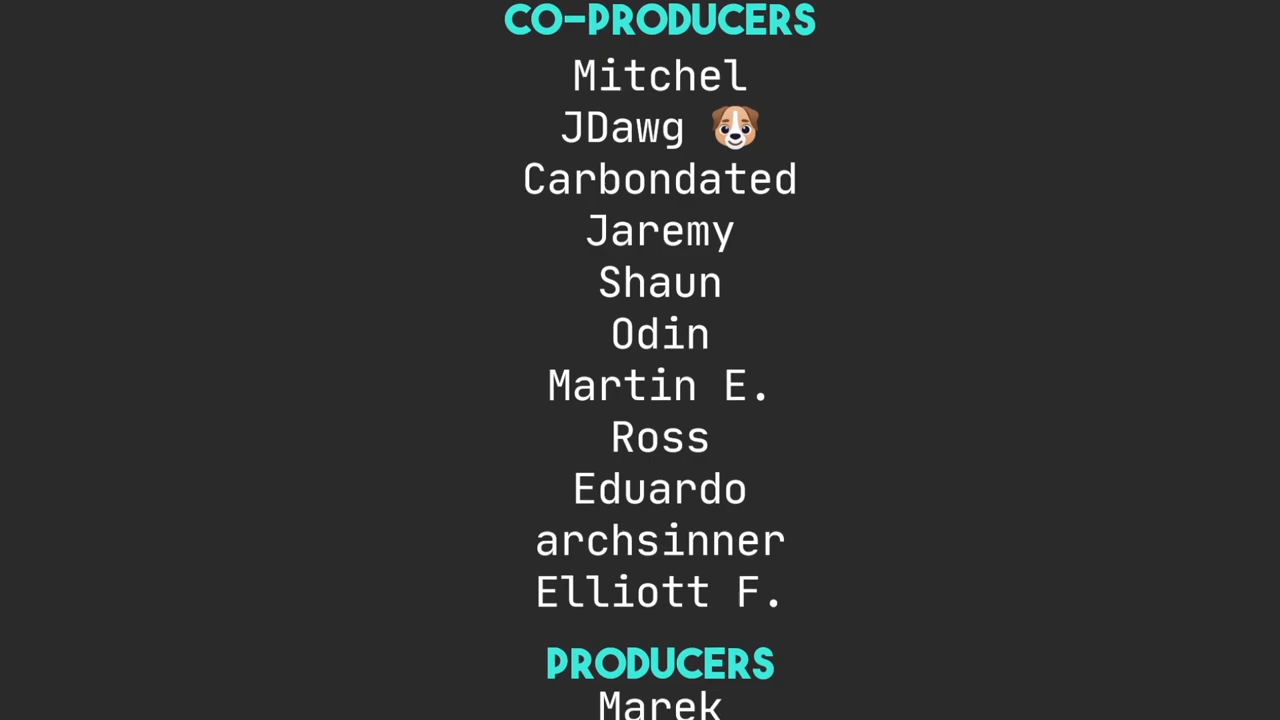 CO-PRODUCERS
Mitchel
JDawg 🐶
Carbondated
Jaremy
Shaun
Odin
Martin E.
Ross
Eduardo
archsinner
Elliott F.
PRODUCERS
Marek